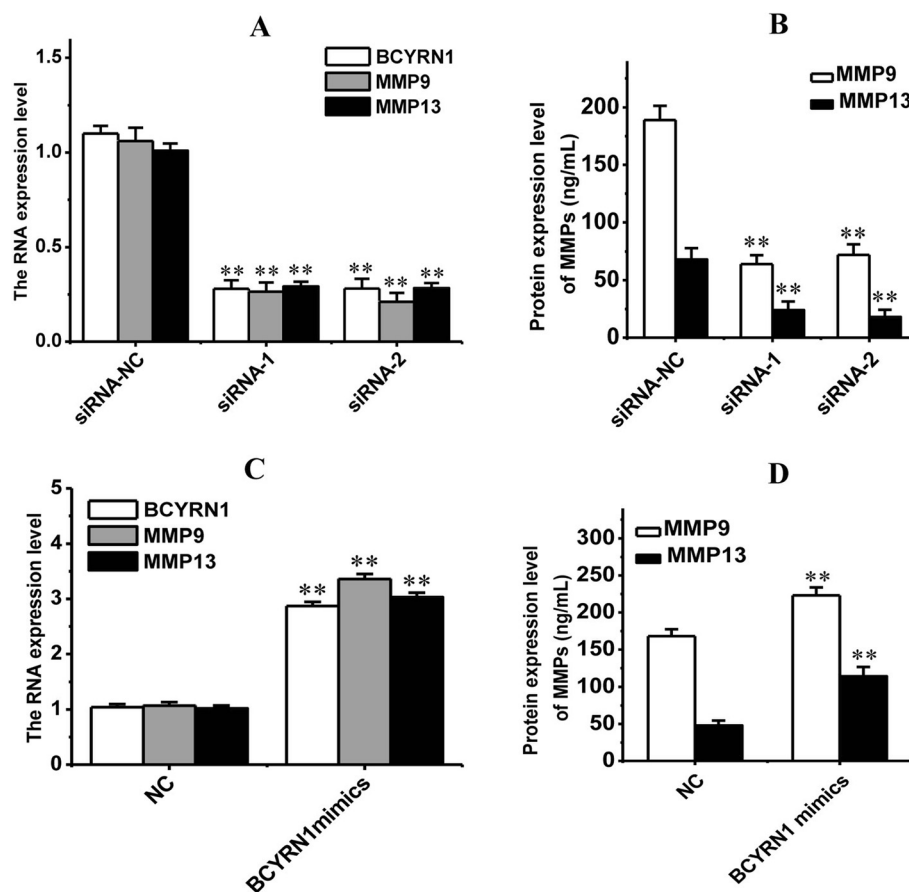 A
BCYRN1
MMP9
MMP13
The RNA expression level
1.5
1.0
0.5
0.0
** ** **
** ** **
siRNA-NC
siRNA-1
siRNA-2
B
MMP9
MMP13
Protein expression level
of MMPs (ng/mL)
200
150
100
50
0
**
**
**
**
siRNA-NC
siRNA-1
siRNA-2
C
BCYRN1
MMP9
MMP13
The RNA expression level
5
4
3
2
1
0
** ** **
NC
BCYRN1mimics
D
MMP9
MMP13
Protein expression level
of MMPs (ng/mL)
300
250
200
150
100
50
0
**
**
NC
BCYRN1 mimics